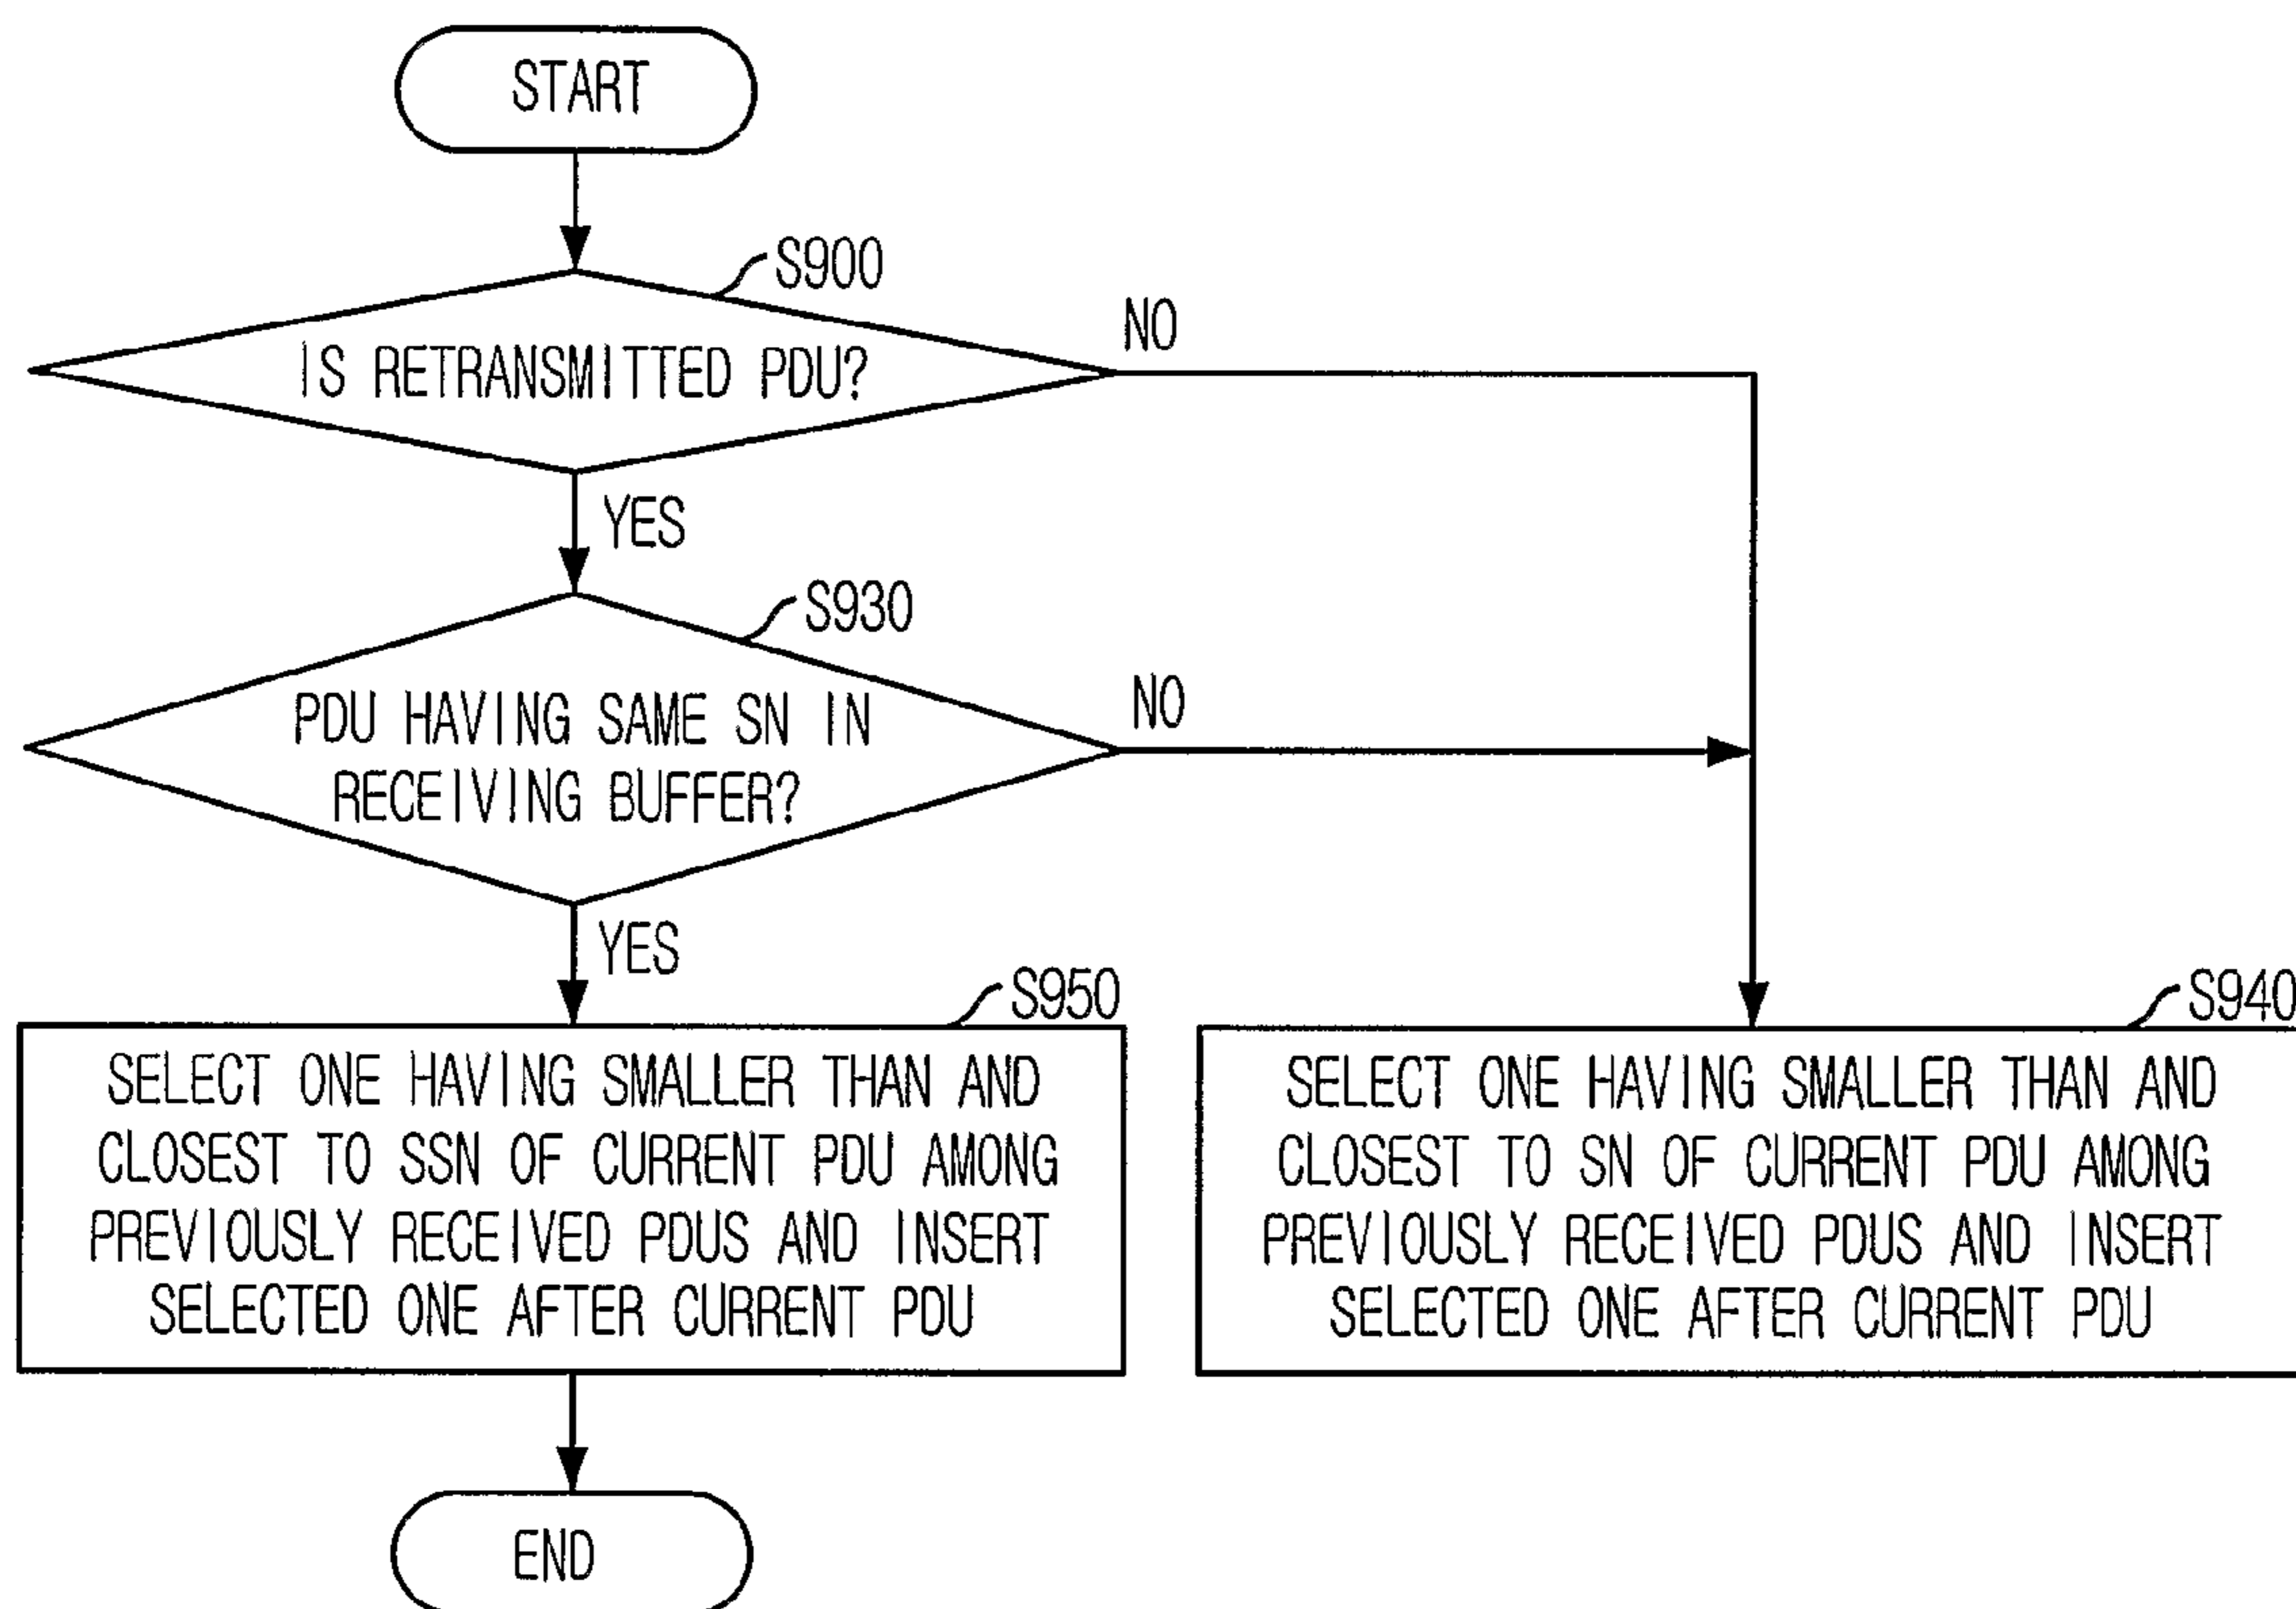 START
S900
IS RETRANSMITTED PDU?
NO
YES
S930
PDU HAVING SAME SN IN
RECEIVING BUFFER?
NO
YES
S950
SELECT ONE HAVING SMALLER THAN AND
CLOSEST TO SSN OF CURRENT PDU AMONG
PREVIOUSLY RECEIVED PDUS AND INSERT
SELECTED ONE AFTER CURRENT PDU
S940
SELECT ONE HAVING SMALLER THAN AND
CLOSEST TO SN OF CURRENT PDU AMONG
PREVIOUSLY RECEIVED PDUS AND INSERT
SELECTED ONE AFTER CURRENT PDU
END